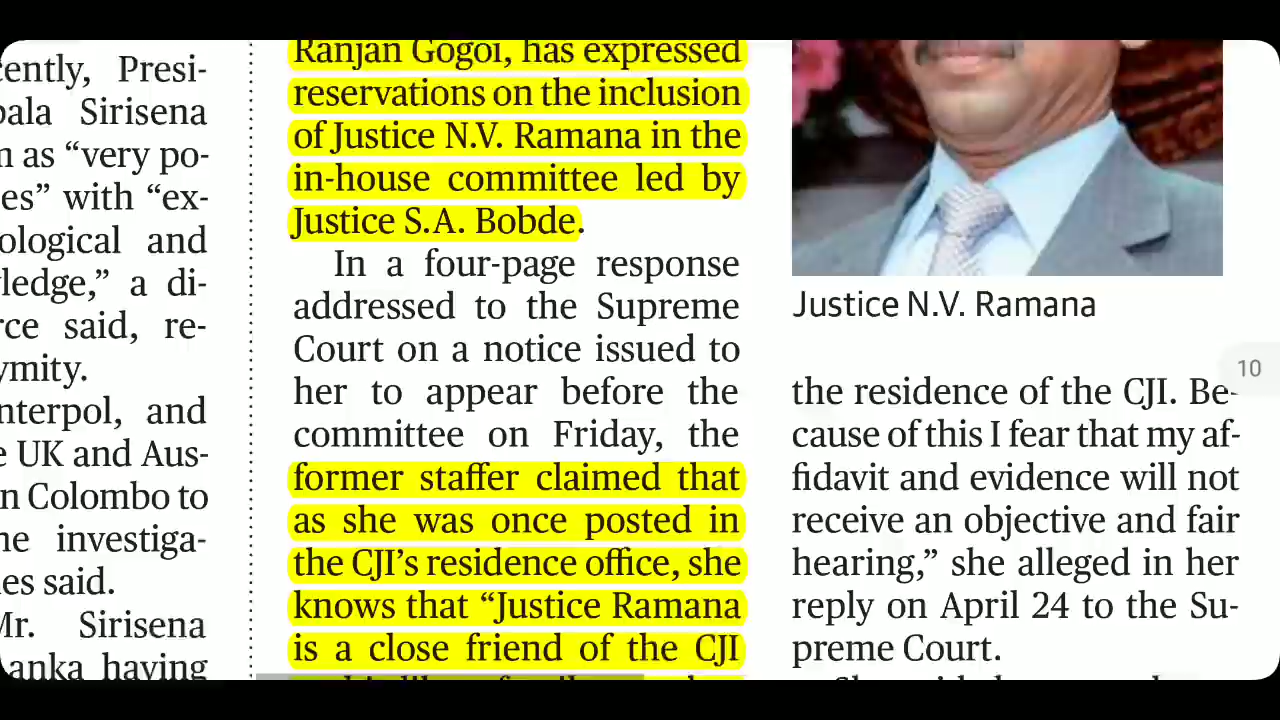 cently, Presi-
pala Sirisena
m as “very po-
es” with “ex-
ological and
ledge,” a di-
rce said, re-
ymity.
nterpol, and
e UK and Aus-
n Colombo to
he investiga-
es said.
Mr. Sirisena
anka having
Ranjan Gogoi, has expressed
reservations on the inclusion
of Justice N.V. Ramana in the
in-house committee led by
Justice S.A. Bobde.
In a four-page response
addressed to the Supreme
Court on a notice issued to
her to appear before the
committee on Friday, the
former staffer claimed that
as she was once posted in
the CJI’s residence office, she
knows that “Justice Ramana
is a close friend of the CJI
Justice N.V. Ramana
the residence of the CJI. Be-
cause of this I fear that my af-
fidavit and evidence will not
receive an objective and fair
hearing,” she alleged in her
reply on April 24 to the Su-
preme Court.
10